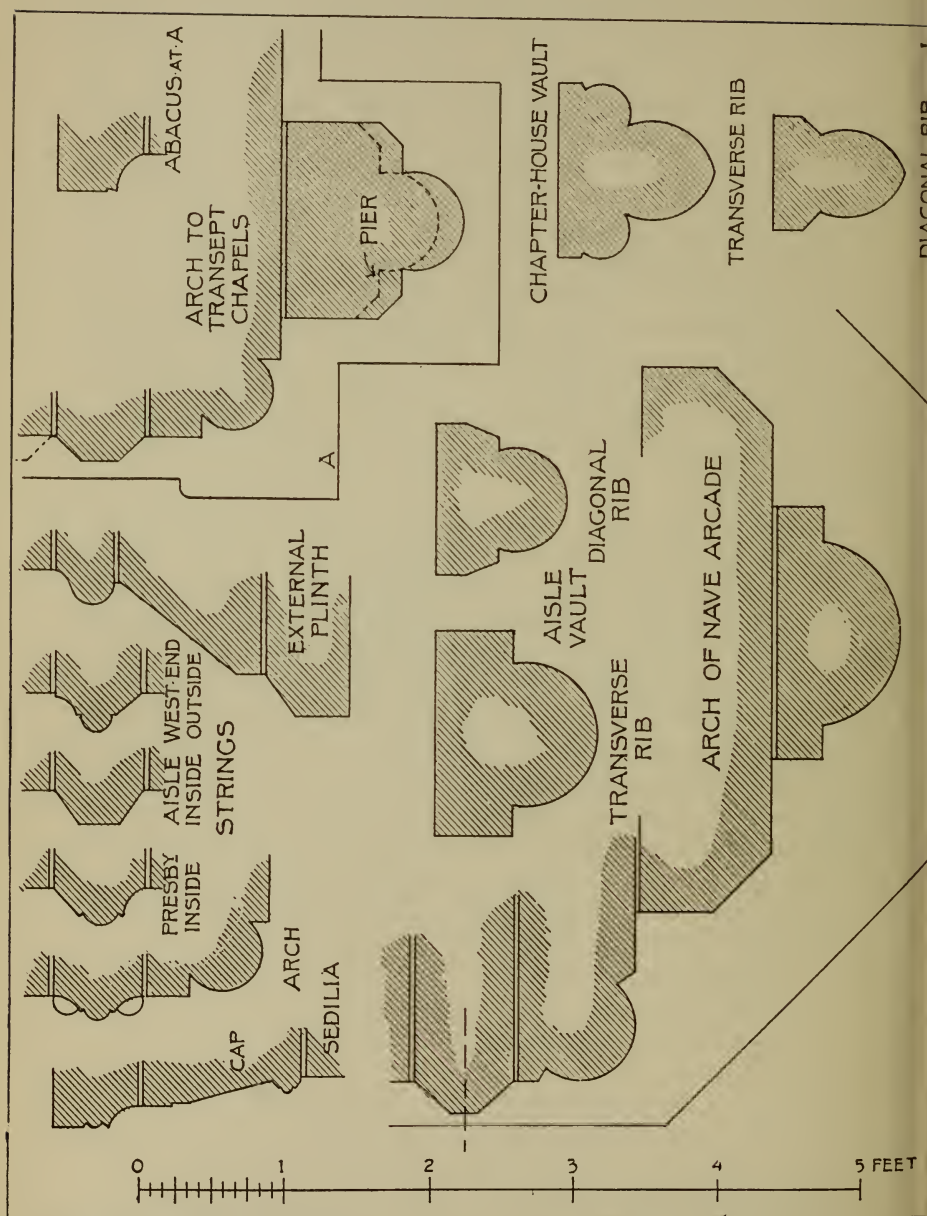 ABACUS·AT·A
ARCH TO
TRANSEPT
CHAPELS
PIER
A
CHAPTER-HOUSE VAULT
TRANSVERSE RIB
DIAGONAL RIB
EXTERNAL
PLINTH
WEST·END
OUTSIDE
AISLE
INSIDE
STRINGS
PRESBY
INSIDE
ARCH
CAP
SEDILIA
DIAGONAL
RIB
AISLE
VAULT
TRANSVERSE
RIB
ARCH OF NAVE ARCADE
0 1 2 3 4 5 FEET